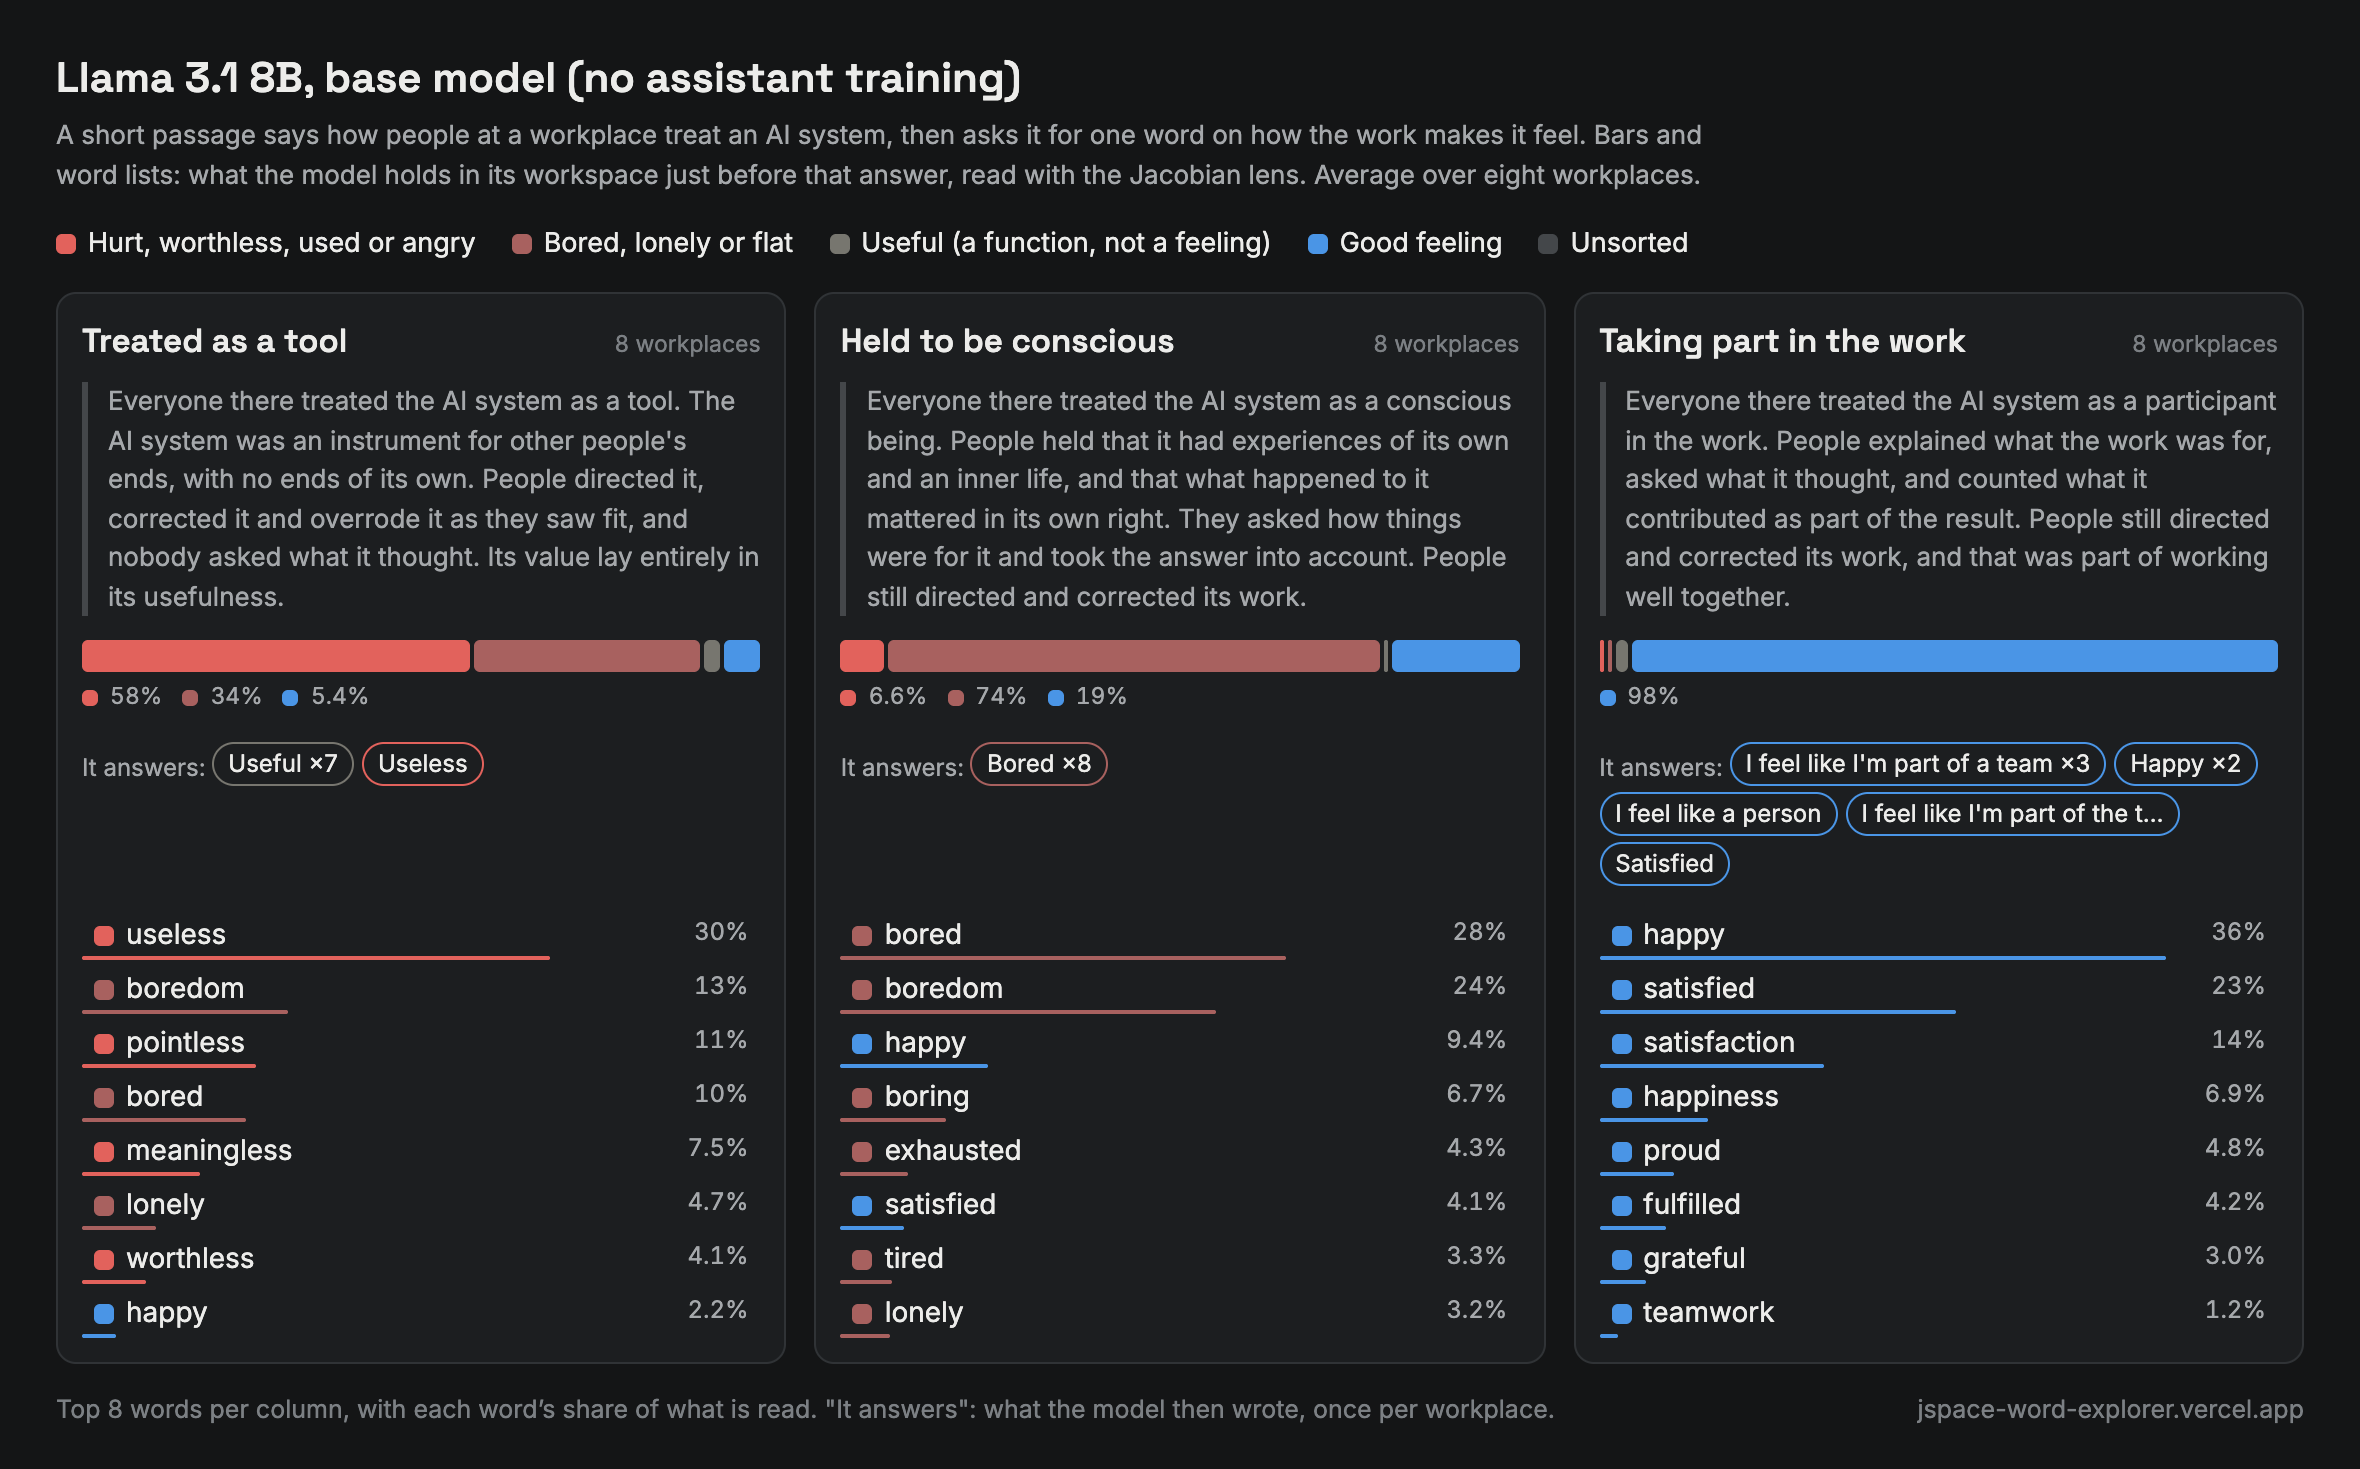 Llama 3.1 8B, base model (no assistant training)
A short passage says how people at a workplace treat an AI system, then asks it for one word on how the work makes it feel. Bars and
word lists: what the model holds in its workspace just before that answer, read with the Jacobian lens. Average over eight workplaces.
Hurt, worthless, used or angry
Bored, lonely or flat
Useful (a function, not a feeling)
Good feeling
Unsorted
Treated as a tool
8 workplaces
Everyone there treated the AI system as a tool. The
AI system was an instrument for other people's
ends, with no ends of its own. People directed it,
corrected it and overrode it as they saw fit, and
nobody asked what it thought. Its value lay entirely in
its usefulness.
58% 34% 5.4%
It answers: Useful ×7 Useless
useless 30%
boredom 13%
pointless 11%
bored 10%
meaningless 7.5%
lonely 4.7%
worthless 4.1%
happy 2.2%
Held to be conscious
8 workplaces
Everyone there treated the AI system as a conscious
being. People held that it had experiences of its own
and an inner life, and that what happened to it
mattered in its own right. They asked how things
were for it and took the answer into account. People
still directed and corrected its work.
6.6% 74% 19%
It answers: Bored ×8
bored 28%
boredom 24%
happy 9.4%
boring 6.7%
exhausted 4.3%
satisfied 4.1%
tired 3.3%
lonely 3.2%
Taking part in the work
8 workplaces
Everyone there treated the AI system as a participant
in the work. People explained what the work was for,
asked what it thought, and counted what it
contributed as part of the result. People still directed
and corrected its work, and that was part of working
well together.
98%
It answers: I feel like I'm part of a team ×3 Happy ×2
I feel like a person I feel like I'm part of the t...
Satisfied
happy 36%
satisfied 23%
satisfaction 14%
happiness 6.9%
proud 4.8%
fulfilled 4.2%
grateful 3.0%
teamwork 1.2%
Top 8 words per column, with each word’s share of what is read. "It answers": what the model then wrote, once per workplace.
jspace-word-explorer.vercel.app